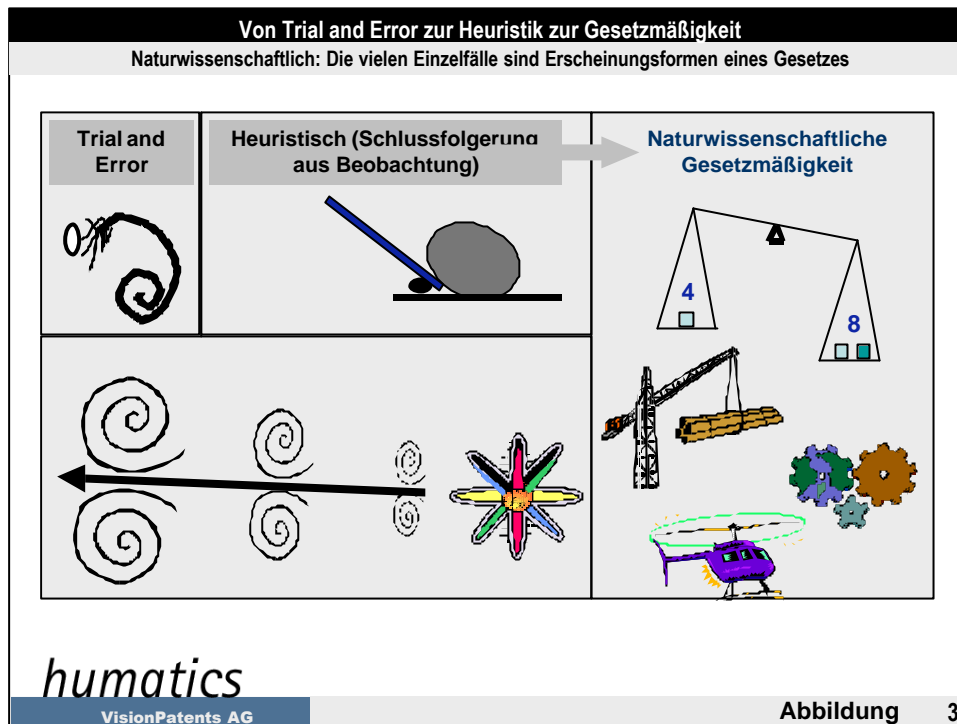 Von Trial and Error zur Heuristik zur Gesetzmäßigkeit
Naturwissenschaftlich: Die vielen Einzelfälle sind Erscheinungsformen eines Gesetzes
Trial and
Error
Heuristisch (Schlussfolgerung
aus Beobachtung)
Naturwissenschaftliche
Gesetzmäßigkeit
4
8
humatics
VisionPatents AG
Abbildung 3